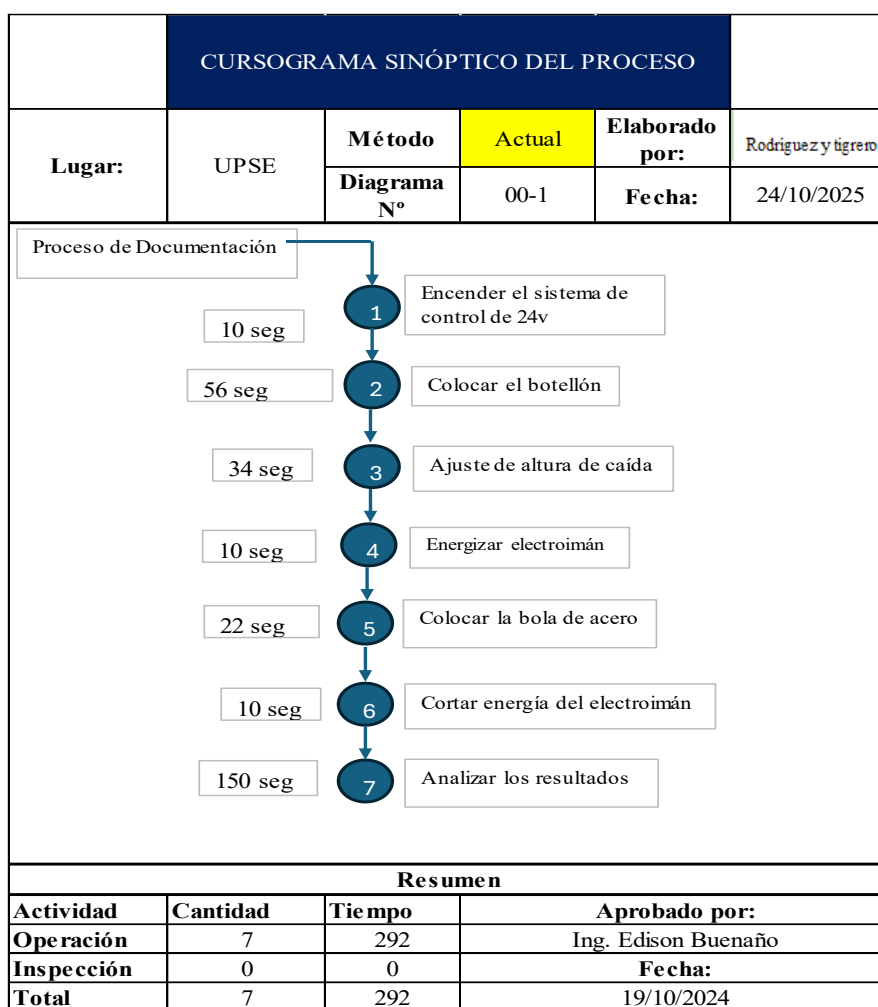 CURSOGRAMA SINÓPTICO DEL PROCESO
Lugar:
UPSE
Método
Actual
Elaborado
por:
Rodríguez y tigrero
Diagrama
Nº
00-1
Fecha:
24/10/2025
Proceso de Documentación
1
Encender el sistema de
control de 24v
10 seg
56 seg
2
Colocar el botellón
34 seg
3
Ajuste de altura de caída
10 seg
4
Energizar electroimán
22 seg
5
Colocar la bola de acero
10 seg
6
Cortar energía del electroimán
150 seg
7
Analizar los resultados
Resumen
Actividad Cantidad Tiempo Aprobado por:
Operación 7 292 Ing. Edison Buenaño
Inspección 0 0 Fecha:
Total 7 292 19/10/2024